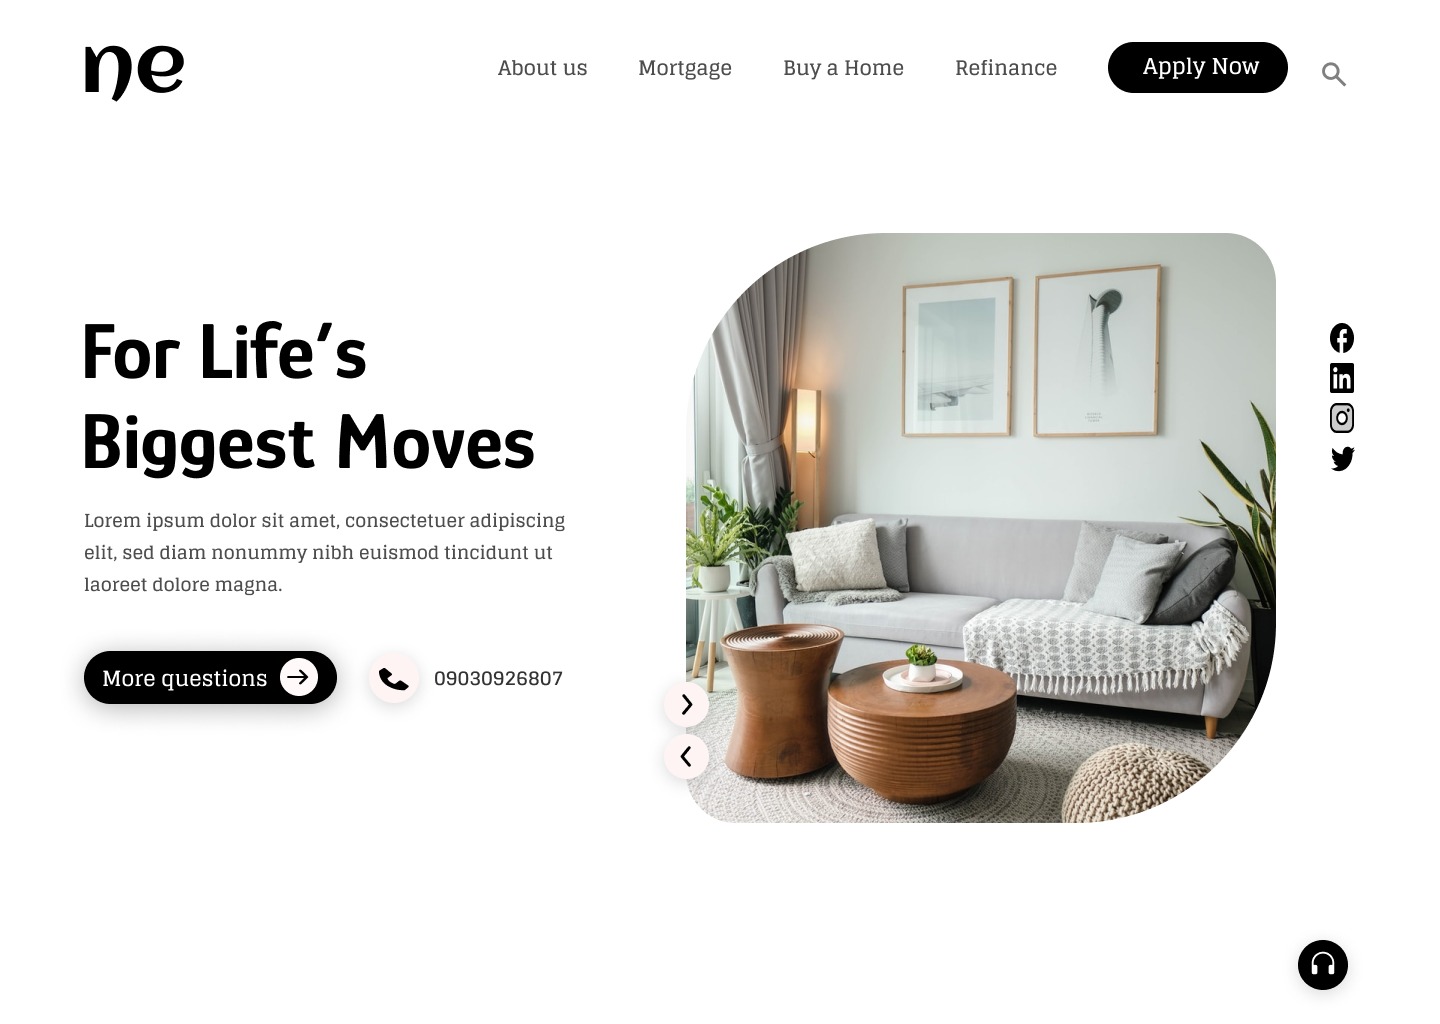 ne
About us
Mortgage
Buy a Home
Refinance
Apply Now
For Life’s
Biggest Moves
Lorem ipsum dolor sit amet, consectetuer adipiscing
elit, sed diam nonummy nibh euismod tincidunt ut
laoreet dolore magna.
More questions
09030926807